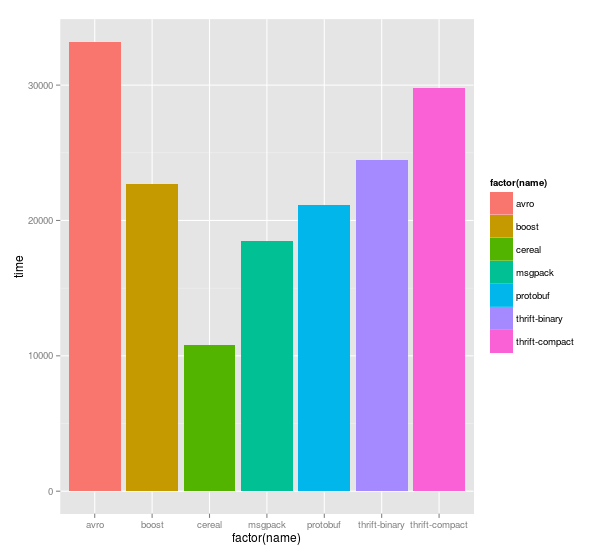 30000
20000
10000
0
time
avro boost cereal msgpack protobuf thrift-binary thrift-compact
factor(name)
factor(name)
avro
boost
cereal
msgpack
protobuf
thrift-binary
thrift-compact